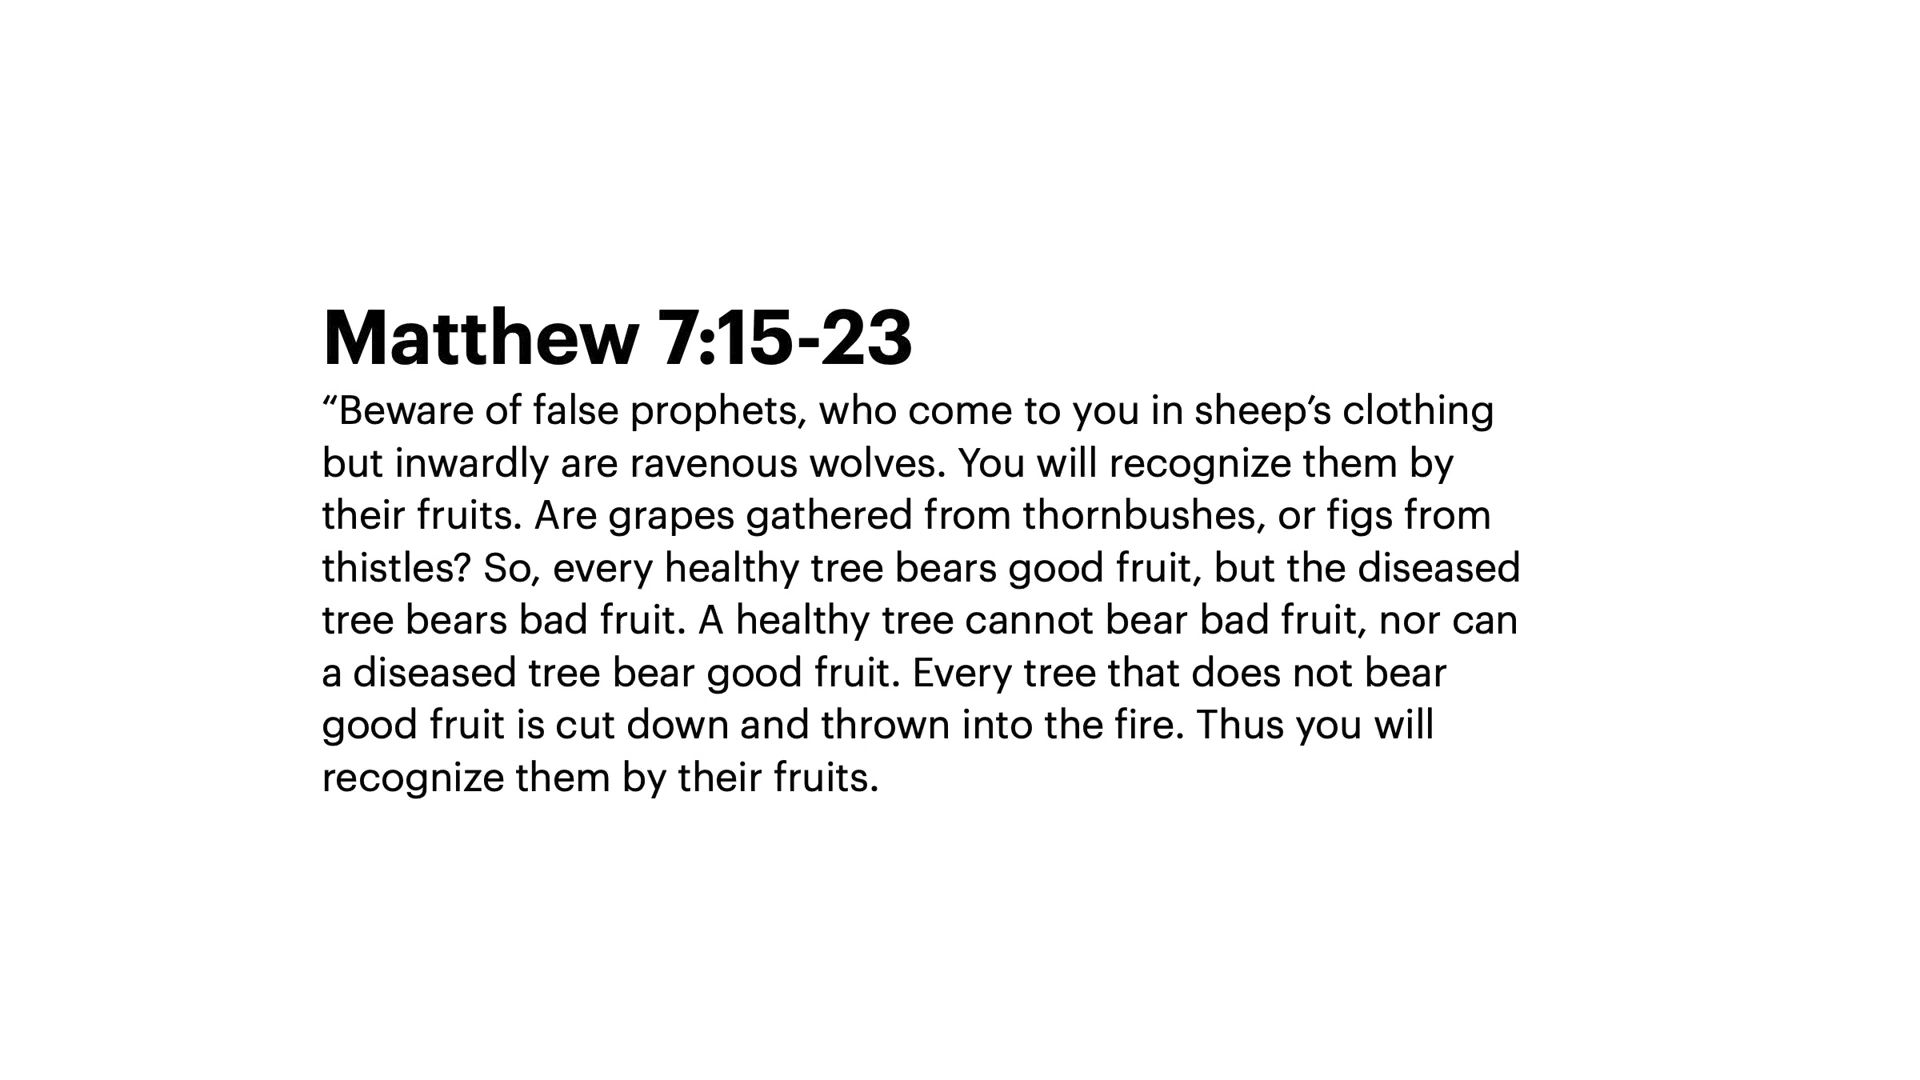 Matthew 7:15-23
“Beware of false prophets, who come to you in sheep’s clothing
but inwardly are ravenous wolves. You will recognize them by
their fruits. Are grapes gathered from thornbushes, or figs from
thistles? So, every healthy tree bears good fruit, but the diseased
tree bears bad fruit. A healthy tree cannot bear bad fruit, nor can
a diseased tree bear good fruit. Every tree that does not bear
good fruit is cut down and thrown into the fire. Thus you will
recognize them by their fruits.